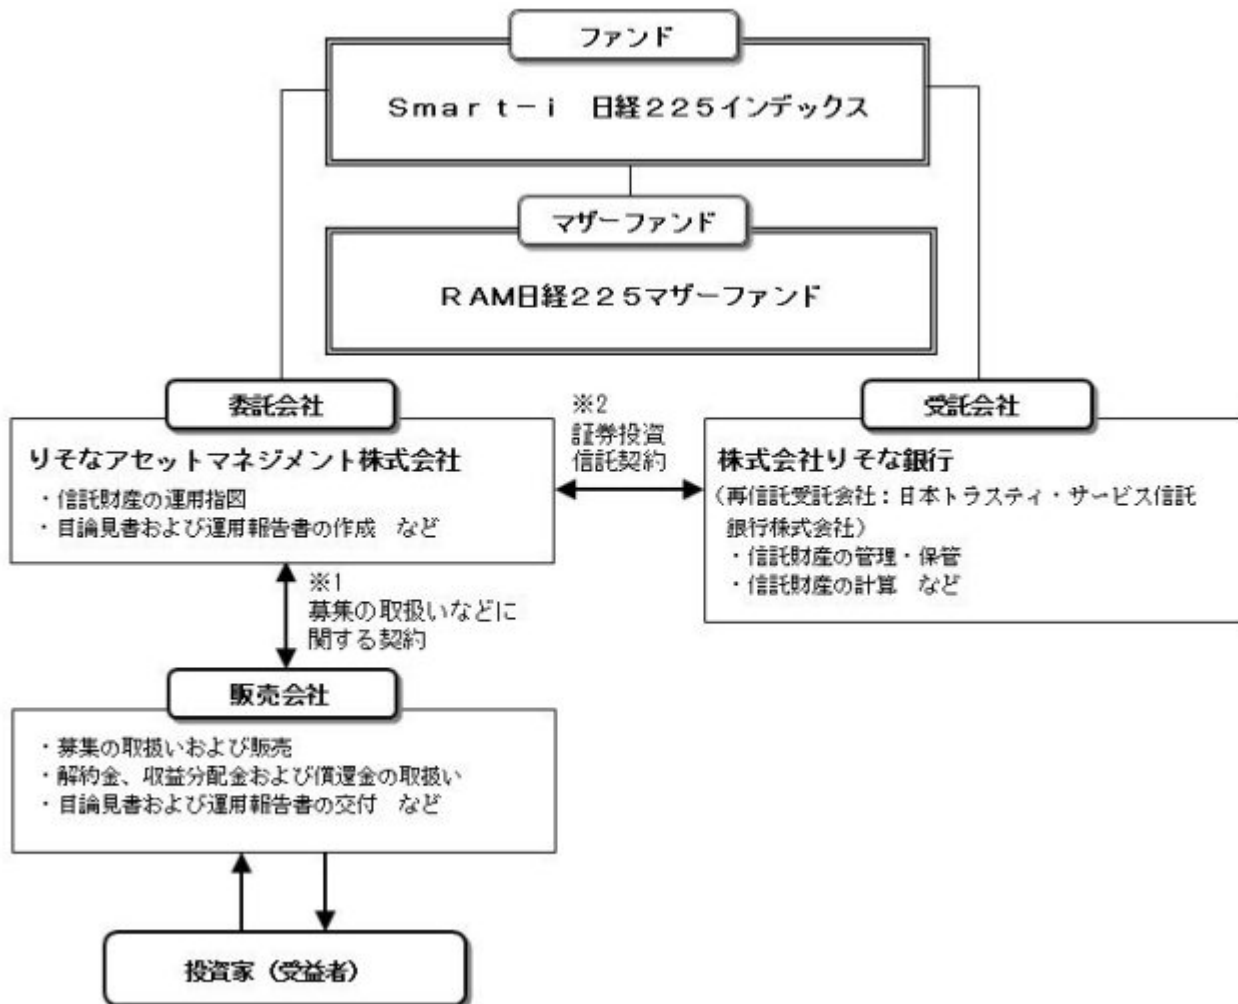 ファンド
Ｓｍａｒｔ－ｉ　日経２２５インデックス
マザーファンド
ＲＡＭ日経２２５マザーファンド
委託会社
りそなアセットマネジメント株式会社
・信託財産の運用指図
・目論見書および運用報告書の作成　など
※2
証券投資
信託契約
受託会社
株式会社りそな銀行
（再信託受託会社：日本トラスティ・サービス信託
銀行株式会社）
・信託財産の管理・保管
・信託財産の計算　など
※1
募集の取扱いなどに
関する契約
販売会社
・募集の取扱いおよび販売
・解約金、収益分配金および償還金の取扱い
・目論見書および運用報告書の交付　など
投資家（受益者）